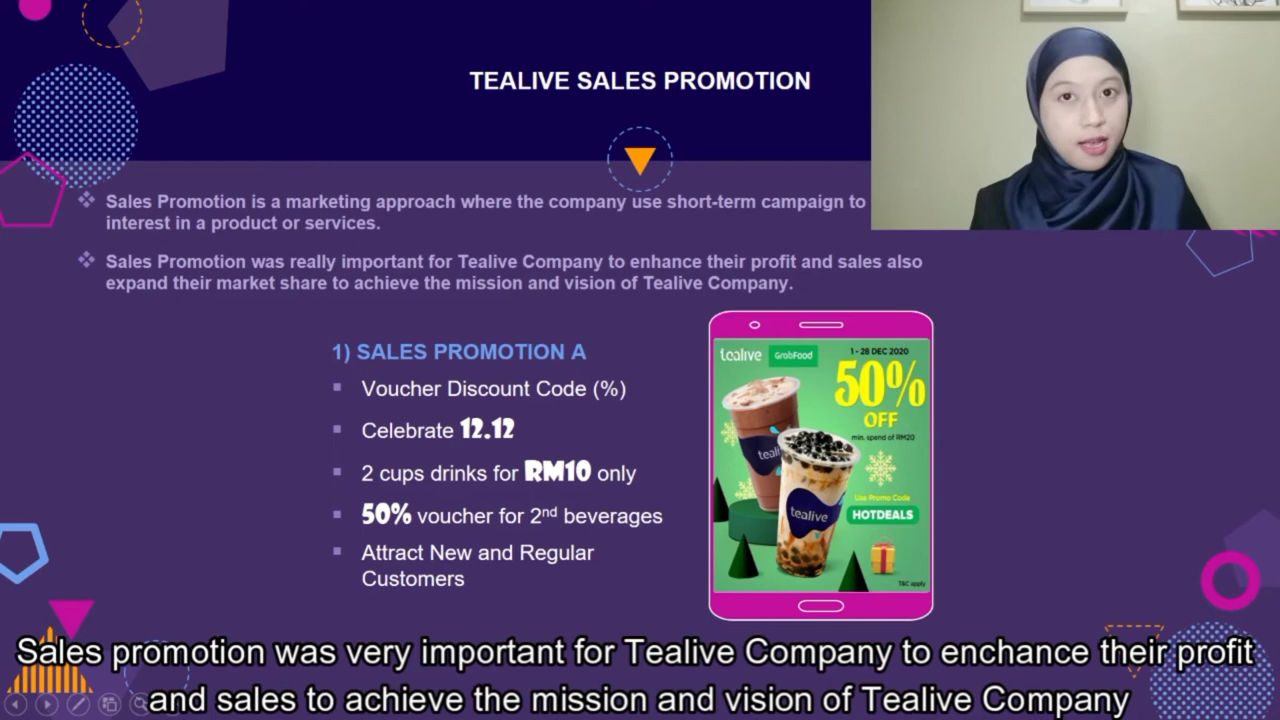 TEALIVE SALES PROMOTION
Sales Promotion is a marketing approach where the company use short-term campaign to
interest in a product or services.
Sales Promotion was really important for Tealive Company to enhance their profit and sales also
expand their market share to achieve the mission and vision of Tealive Company.
1) SALES PROMOTION A
Voucher Discount Code (%)
Celebrate 12.12
2 cups drinks for RM10 only
50% voucher for 2nd beverages
Attract New and Regular
Customers
tealive GrabFood
1 - 28 DEC 2020
50%
OFF
min. spend of RM20
Use Promo Code
HOTDEALS
T&C apply
tealive
Sales promotion was very important for Tealive Company to enchance their profit
and sales to achieve the mission and vision of Tealive Company